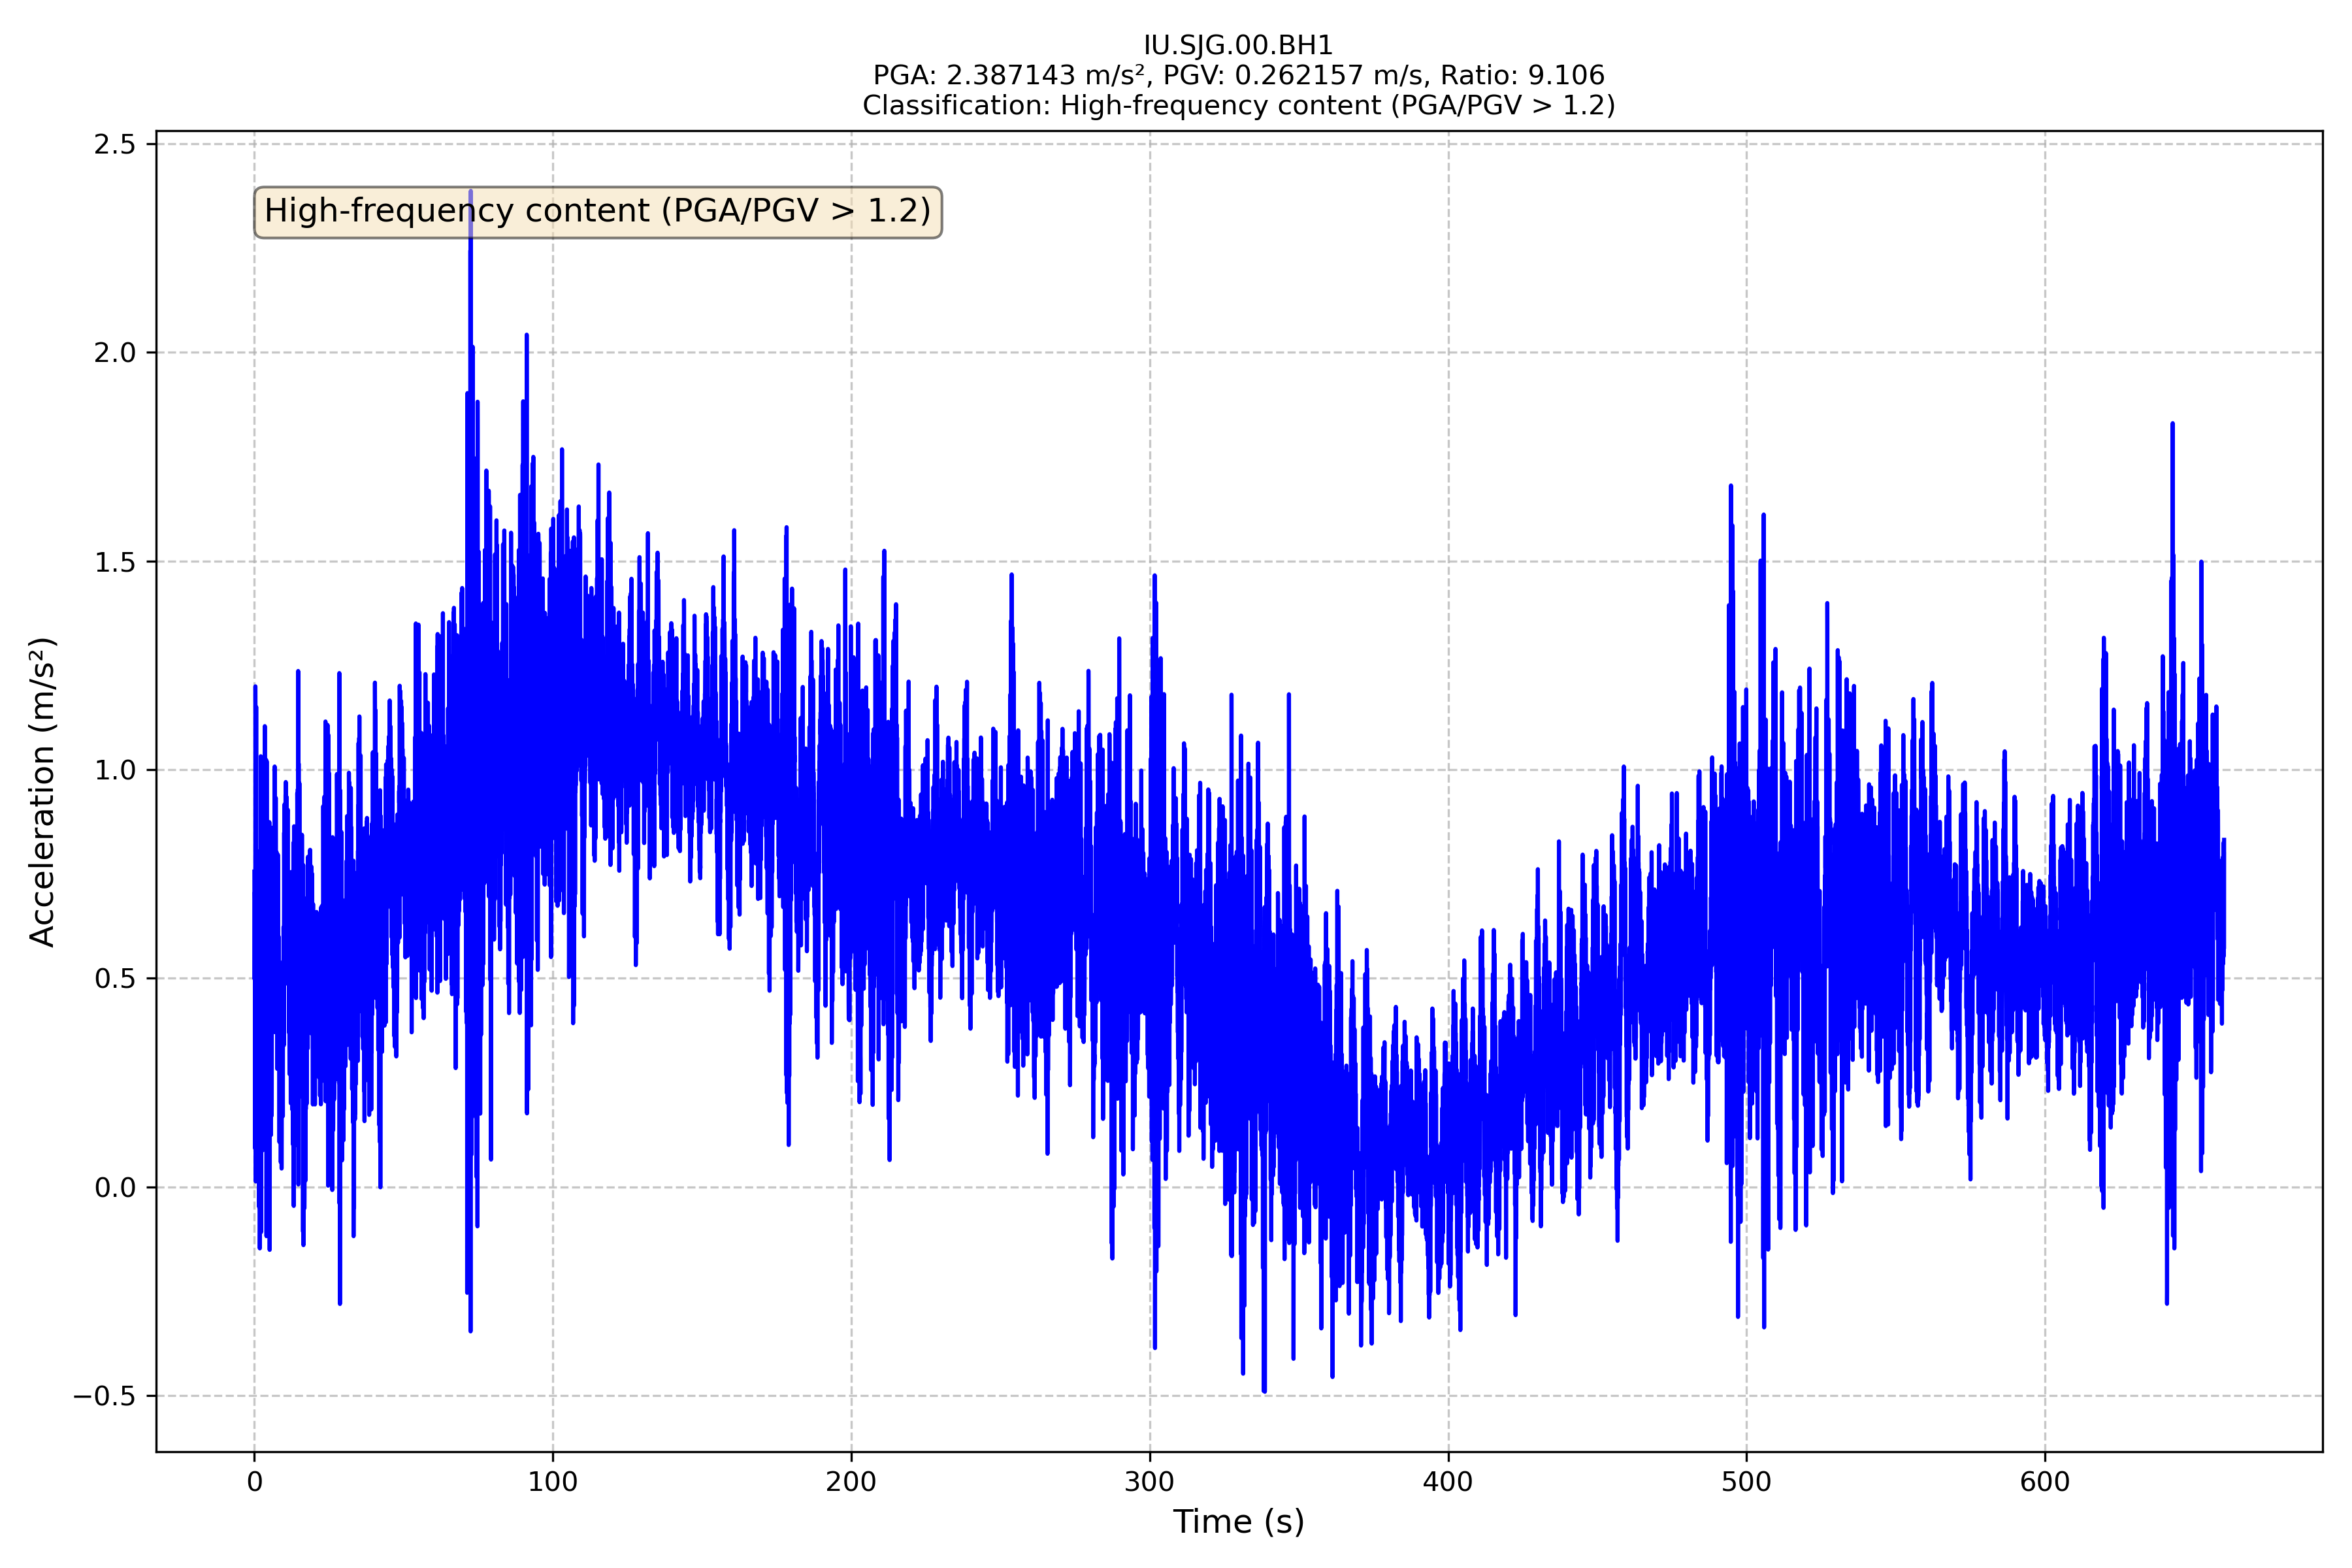 IU.SJG.00.BH1
PGA: 2.387143 m/s², PGV: 0.262157 m/s, Ratio: 9.106
Classification: High-frequency content (PGA/PGV > 1.2)
High-frequency content (PGA/PGV > 1.2)
Acceleration (m/s²)
2.5
2.0
1.5
1.0
0.5
0.0
−0.5
0 100 200 300 400 500 600
Time (s)